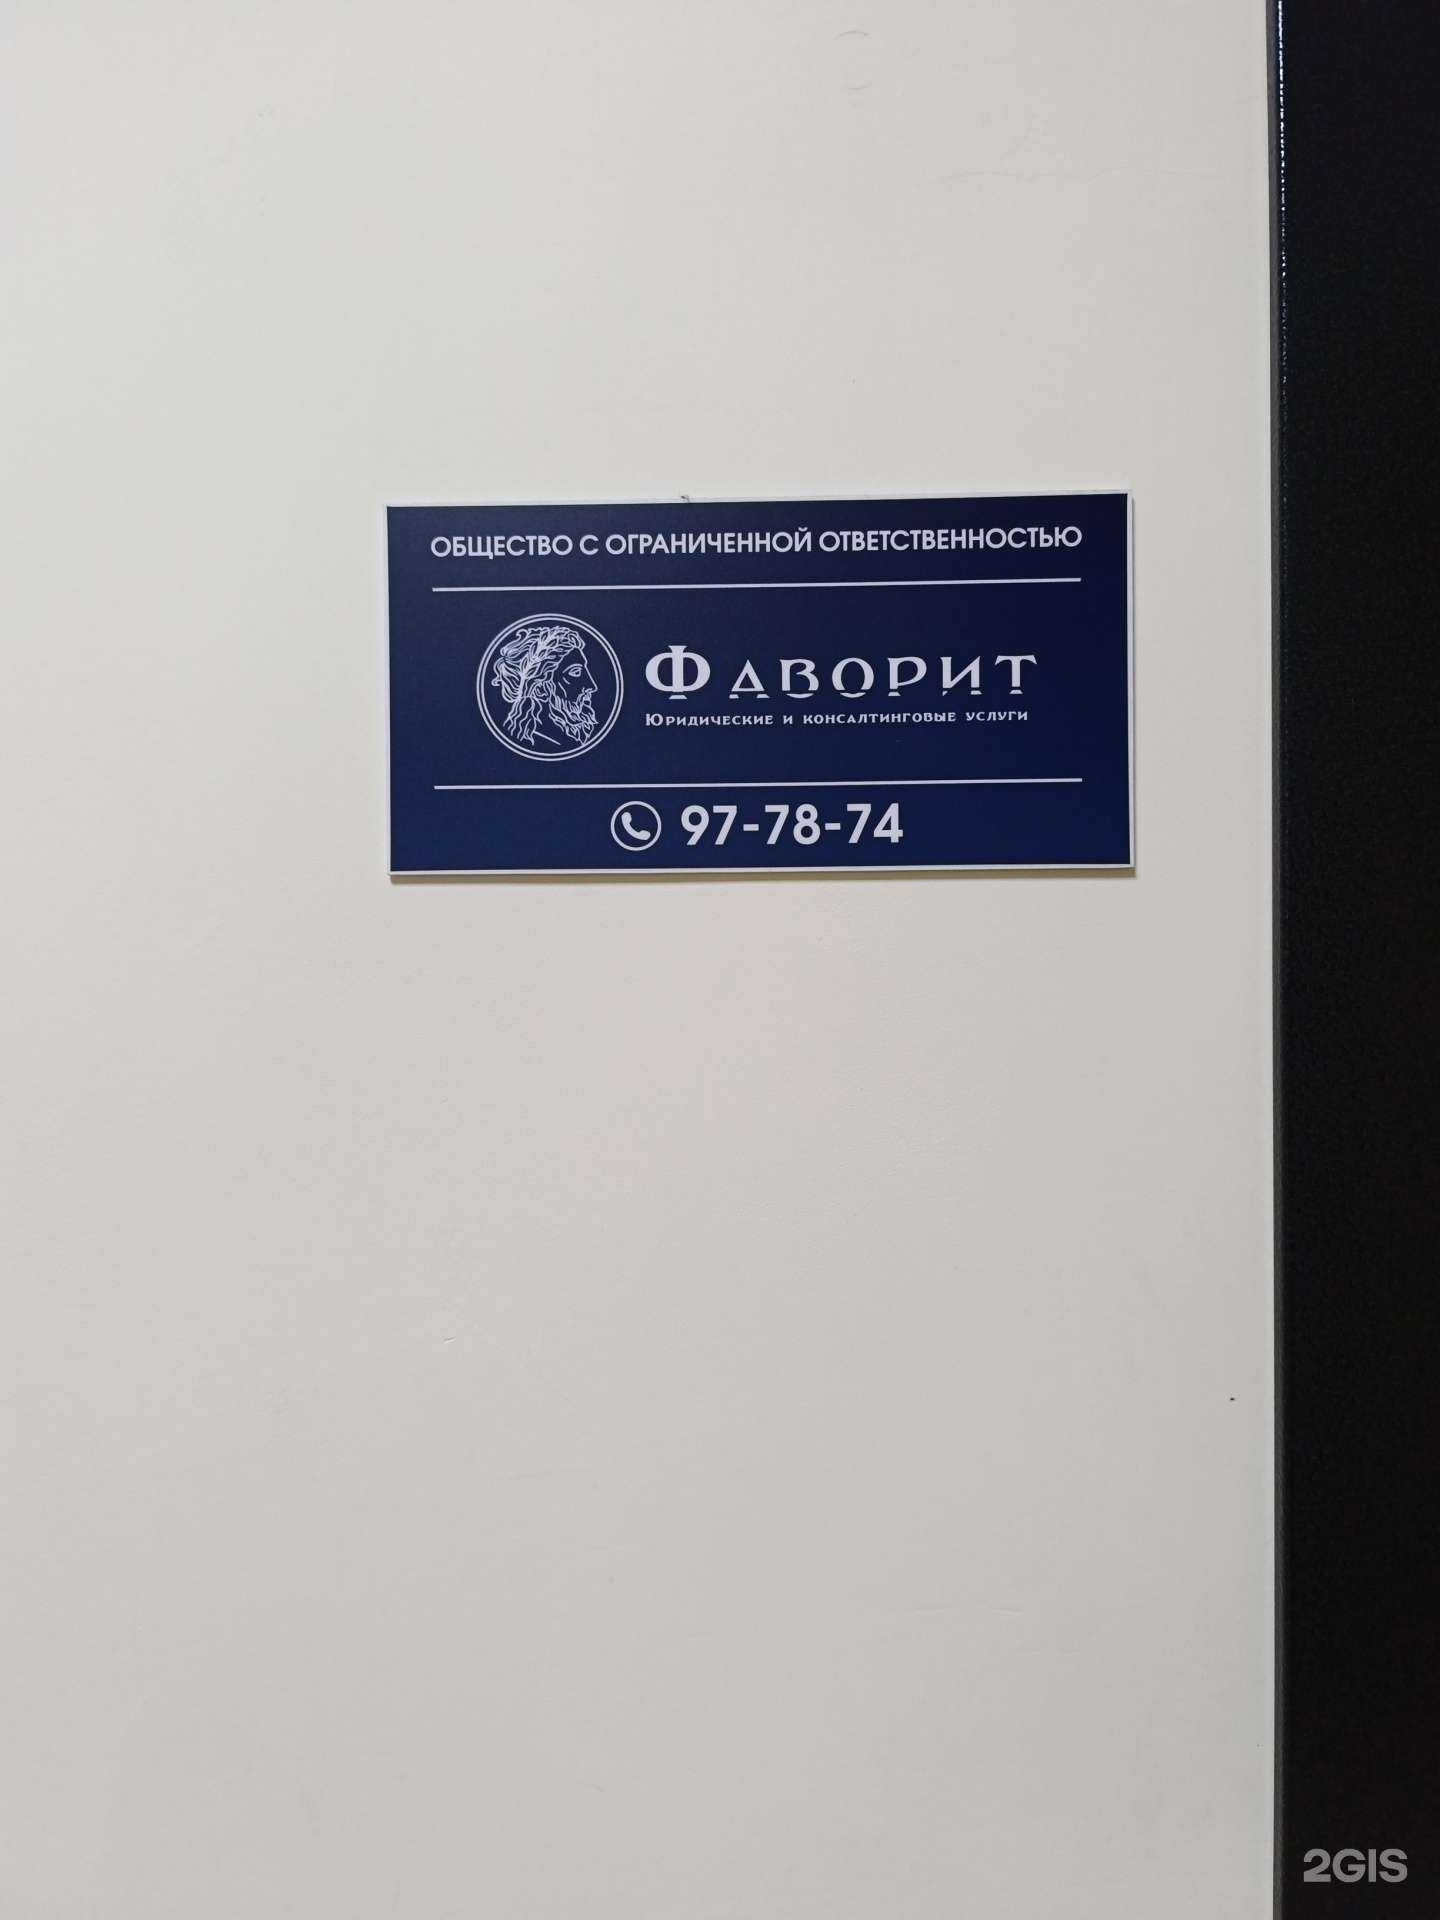 ОБЩЕСТВО С ОГРАНИЧЕННОЙ ОТВЕТСТВЕННОСТЬЮ
ФАВОРИТ
ЮРИДИЧЕСКИЕ И КОНСАЛТИНГОВЫЕ УСЛУГИ
97-78-74
2GIS